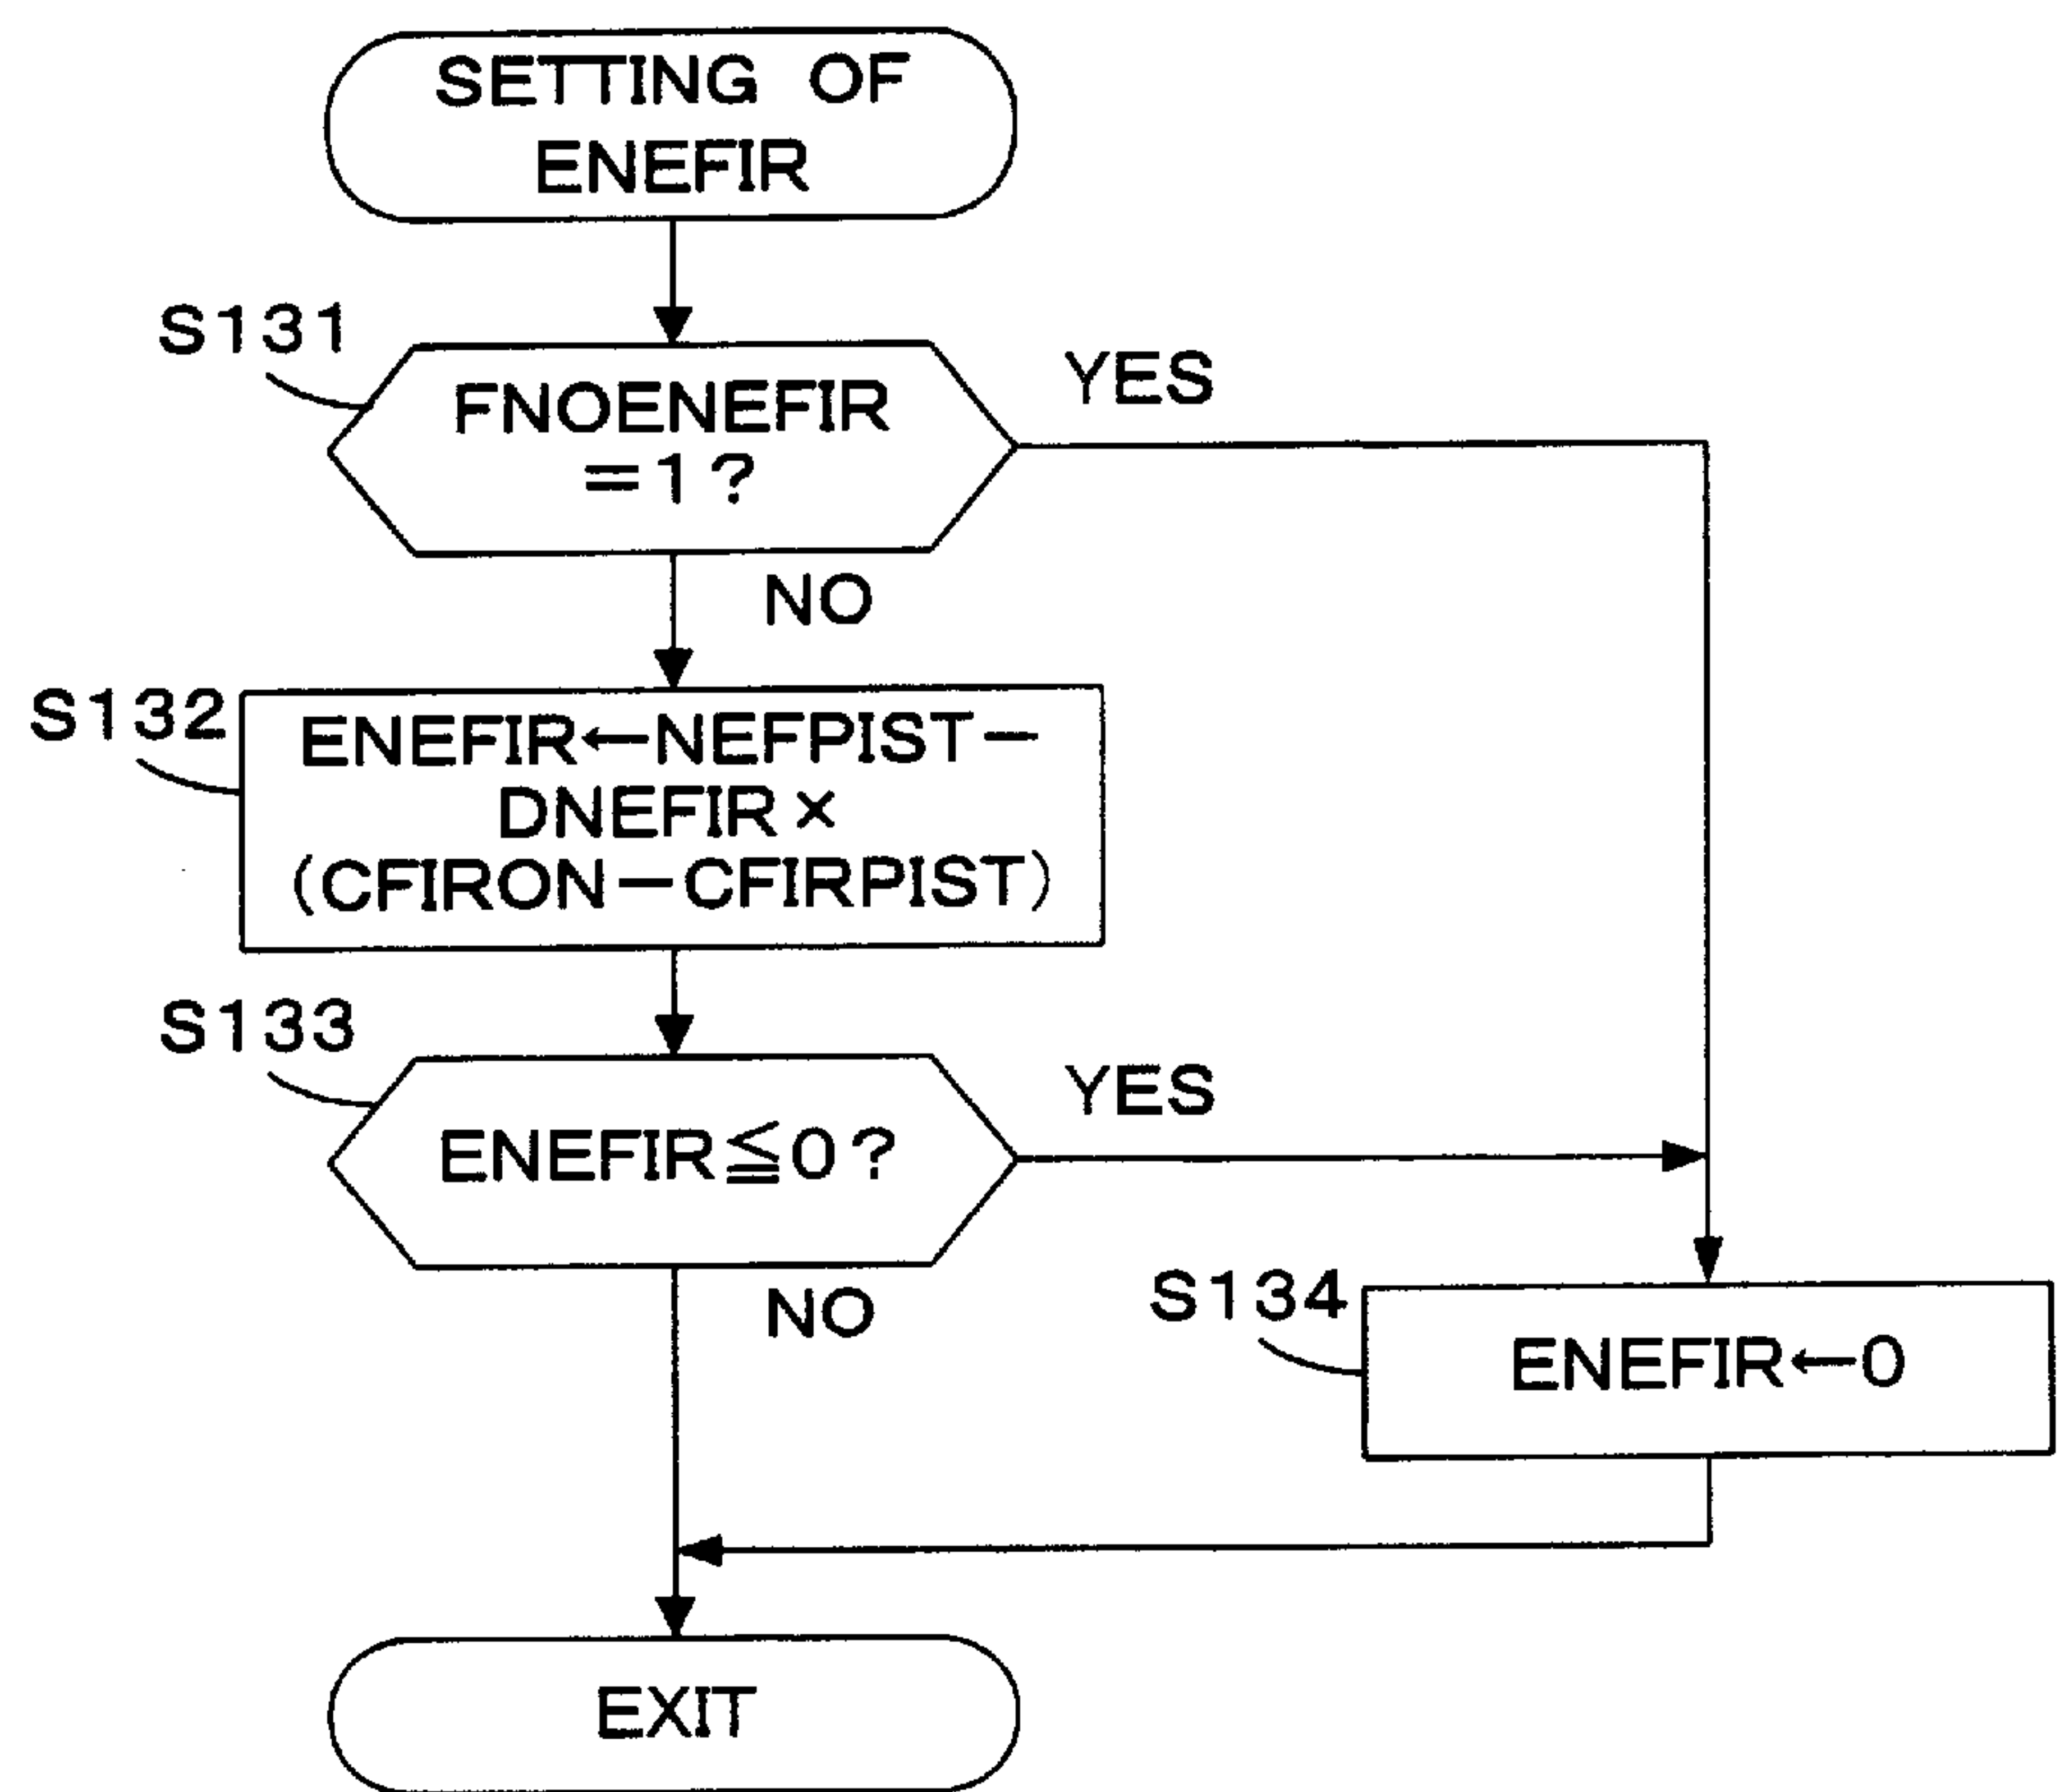 SETTING OF
ENEFIR
S131
FNOENEFIR
=1?
YES
NO
S132
ENEFIR←NEFPIST−
DNEFIR×
(CFIRON−CFIRPIST)
S133
ENEFIR≦0?
YES
NO
S134
ENEFIR←0
EXIT